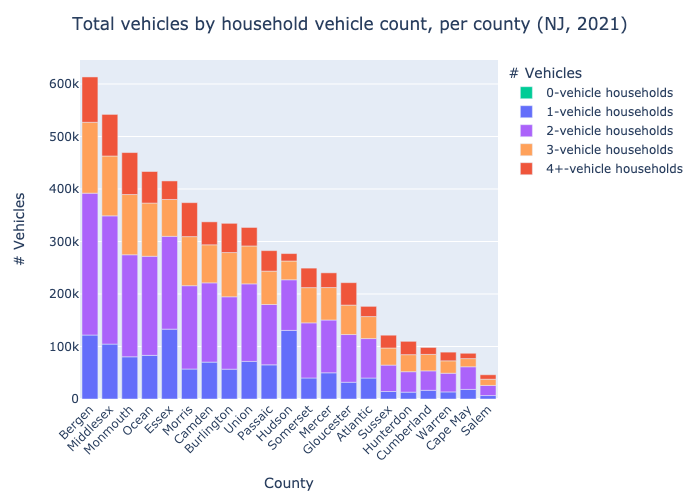 Total vehicles by household vehicle count, per county (NJ, 2021)
# Vehicles
0-vehicle households
1-vehicle households
2-vehicle households
3-vehicle households
4+-vehicle households
600k
500k
400k
300k
200k
100k
0
# Vehicles
Bergen
Middlesex
Monmouth
Ocean
Essex
Morris
Camden
Burlington
Union
Passaic
Hudson
Somerset
Mercer
Gloucester
Atlantic
Sussex
Hunterdon
Cumberland
Warren
Cape May
Salem
County